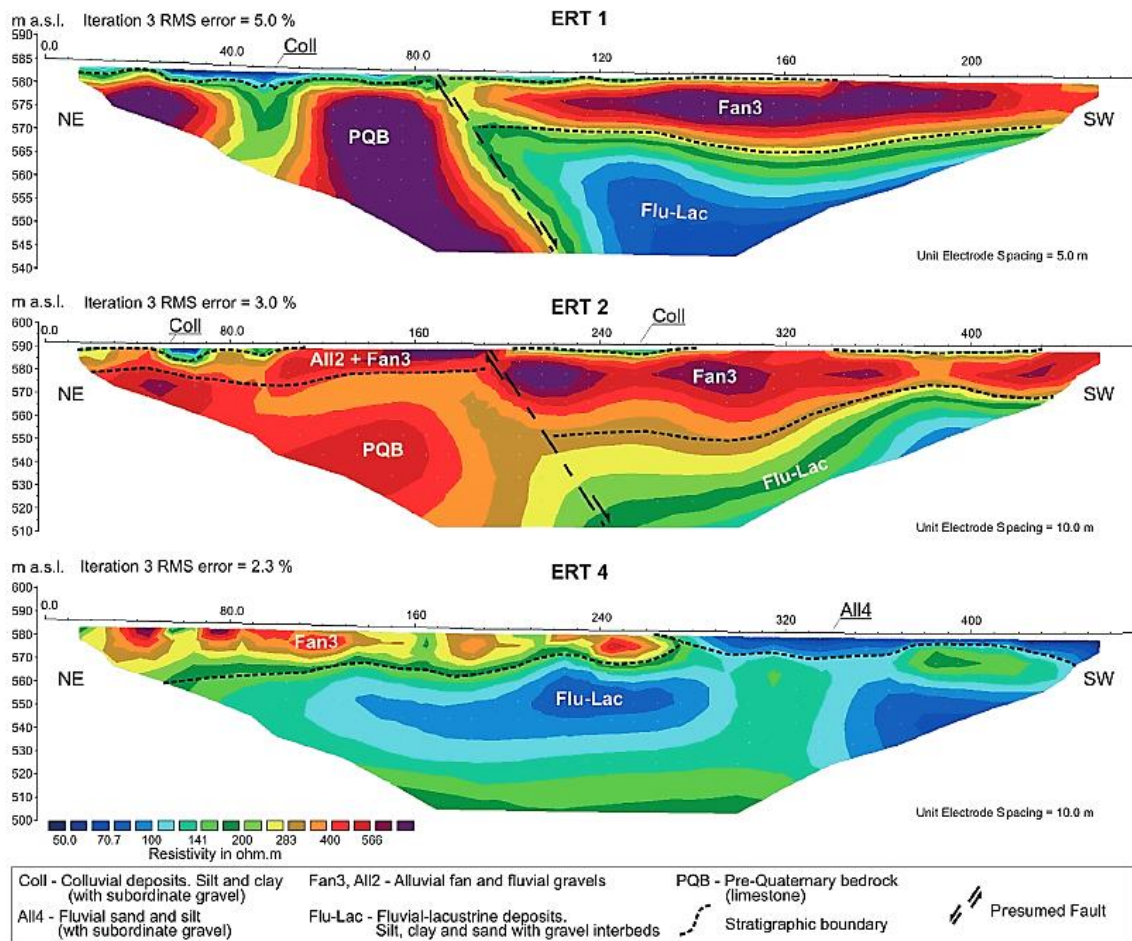 m a.s.l. Iteration 3 RMS error = 5.0 % ERT 1
590
585
580
575
570
565
560
555
550
545
540
0.0 40.0 Coll 80.0 120 160 200
NE PQB Fan3 SW
Flu-Lac
Unit Electrode Spacing = 5.0 m
m a.s.l. Iteration 3 RMS error = 3.0 % ERT 2
600
590
580
570
560
550
540
530
520
510
0.0 Coll 80.0 160 240 Coll 320 400
All2 + Fan3
NE Fan3 SW
PQB
Flu-Lac
Unit Electrode Spacing = 10.0 m
m a.s.l. Iteration 3 RMS error = 2.3 % ERT 4
600
590
580
570
560
550
540
530
520
510
500
0.0 80.0 160 240 320 All4 400
Fan3
NE SW
Flu-Lac
Unit Electrode Spacing = 10.0 m
50.0 70.7 100 141 200 283 400 566
Resistivity in ohm.m
Coll - Colluvial deposits. Silt and clay
(with subordinate gravel)
All4 - Fluvial sand and silt
(wth subordinate gravel)
Fan3, All2 - Alluvial fan and fluvial gravels
Flu-Lac - Fluvial-lacustrine deposits.
Silt, clay and sand with gravel interbeds
PQB - Pre-Quaternary bedrock
(limestone)
Stratigraphic boundary
Presumed Fault